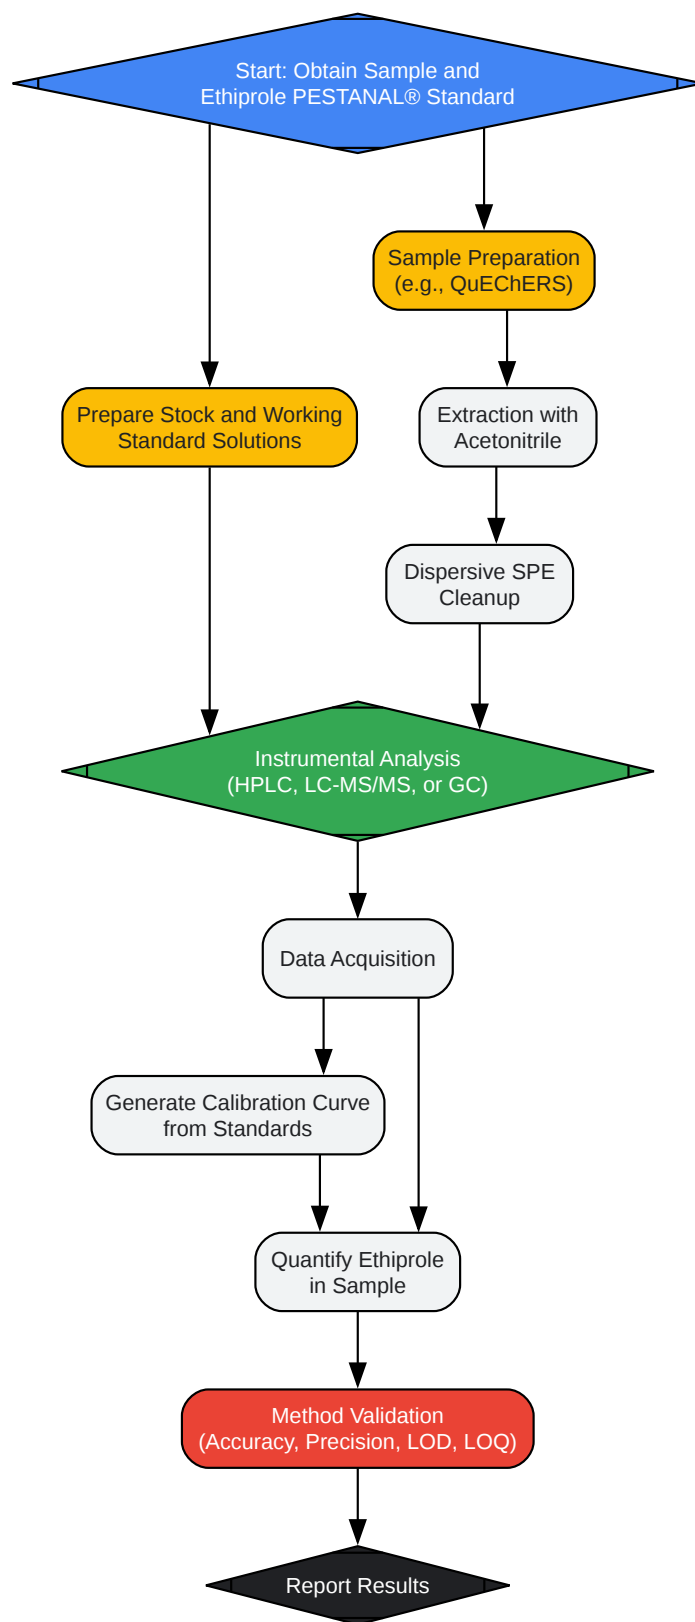 Start: Obtain Sample and
Ethiprole PESTANAL® Standard
Sample Preparation
(e.g., QuEChERS)
Prepare Stock and Working
Standard Solutions
Extraction with
Acetonitrile
Dispersive SPE
Cleanup
Instrumental Analysis
(HPLC, LC-MS/MS, or GC)
Data Acquisition
Generate Calibration Curve
from Standards
Quantify Ethiprole
in Sample
Method Validation
(Accuracy, Precision, LOD, LOQ)
Report Results